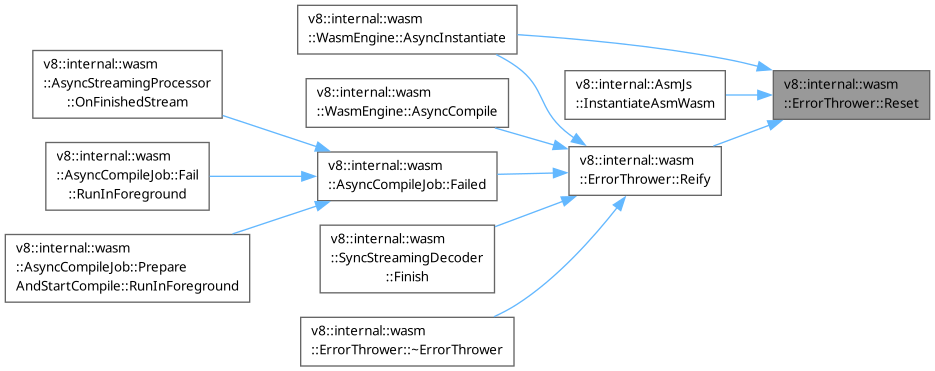 v8::internal::wasm
::AsyncStreamingProcessor
::OnFinishedStream
v8::internal::wasm
::AsyncCompileJob::Fail
::RunInForeground
v8::internal::wasm
::AsyncCompileJob::Prepare
AndStartCompile::RunInForeground
v8::internal::wasm
::WasmEngine::AsyncInstantiate
v8::internal::wasm
::WasmEngine::AsyncCompile
v8::internal::wasm
::AsyncCompileJob::Failed
v8::internal::wasm
::SyncStreamingDecoder
::Finish
v8::internal::wasm
::ErrorThrower::~ErrorThrower
v8::internal::AsmJs
::InstantiateAsmWasm
v8::internal::wasm
::ErrorThrower::Reify
v8::internal::wasm
::ErrorThrower::Reset